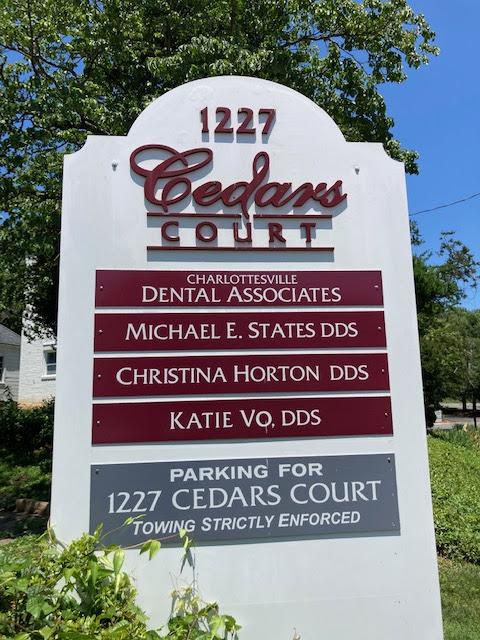 1227
Cedars
COURT
CHARLOTTESVILLE
DENTAL ASSOCIATES
MICHAEL E. STATES DDS
CHRISTINA HORTON DDS
KATIE VO, DDS
PARKING FOR
1227 CEDARS COURT
TOWING STRICTLY ENFORCED